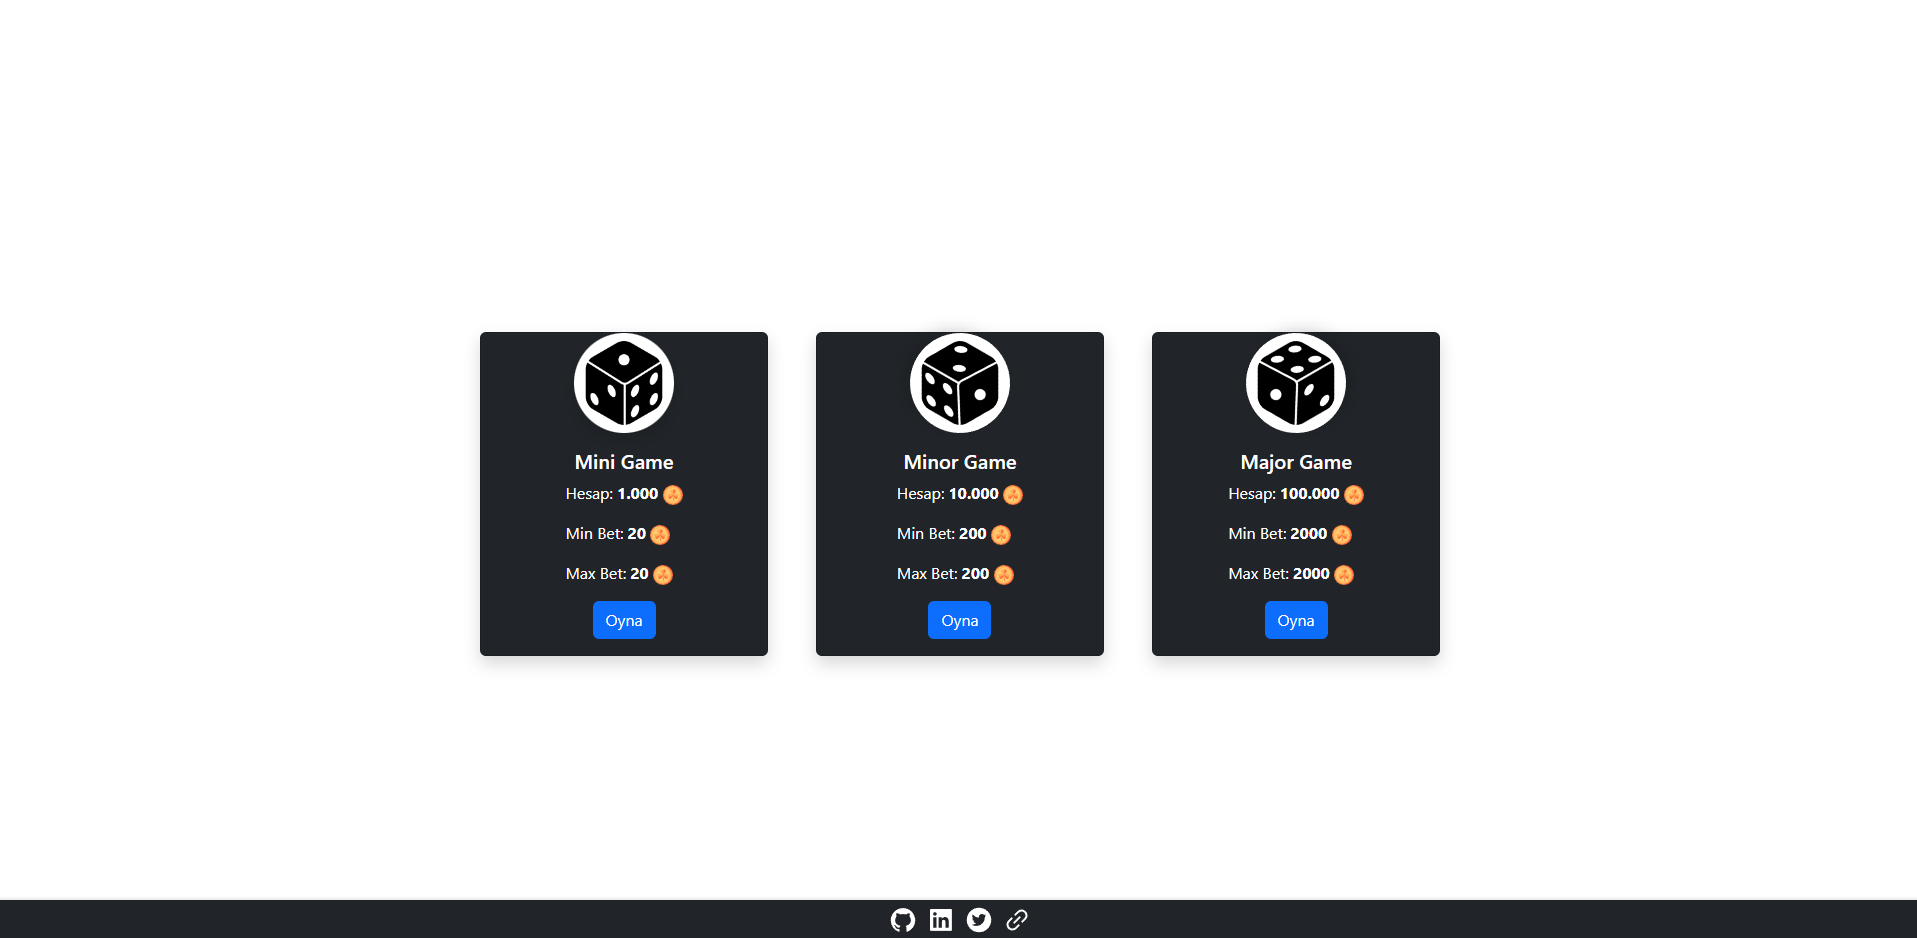 Mini Game
Hesap: 1.000
Min Bet: 20
Max Bet: 20
Oyna
Minor Game
Hesap: 10.000
Min Bet: 200
Max Bet: 200
Oyna
Major Game
Hesap: 100.000
Min Bet: 2000
Max Bet: 2000
Oyna
in